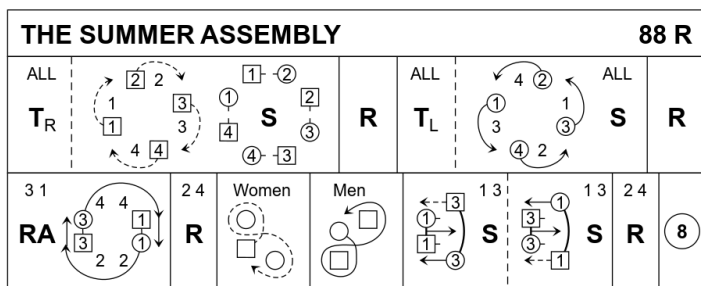 THE SUMMER ASSEMBLY 88 R
ALL ALL ALL
2 2 1 2 4 2
1 3 1 2 1 1
T R S R T L S R
1 3 4 3 3 3
4 4 4 3 4 2
3 1 2 4 Women Men 1 3 1 3 2 4
4 4 3 1
3 1 1 3
RA R S S R 8
3 1 1 3
2 2 3 1